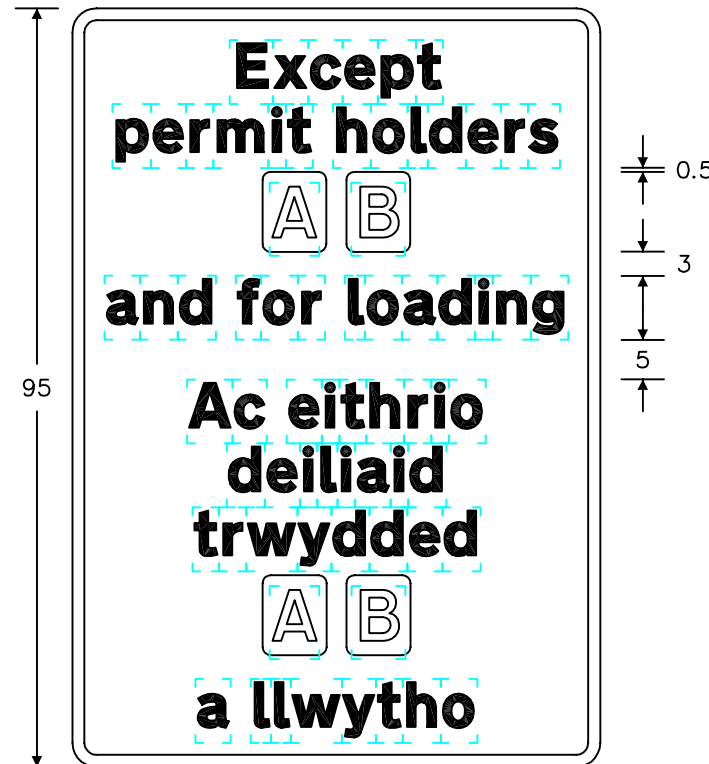 Except
permit holders
A B
and for loading
Ac eithrio
deiliaid
trwydded
A B
a llwytho
95
0.5
3
5